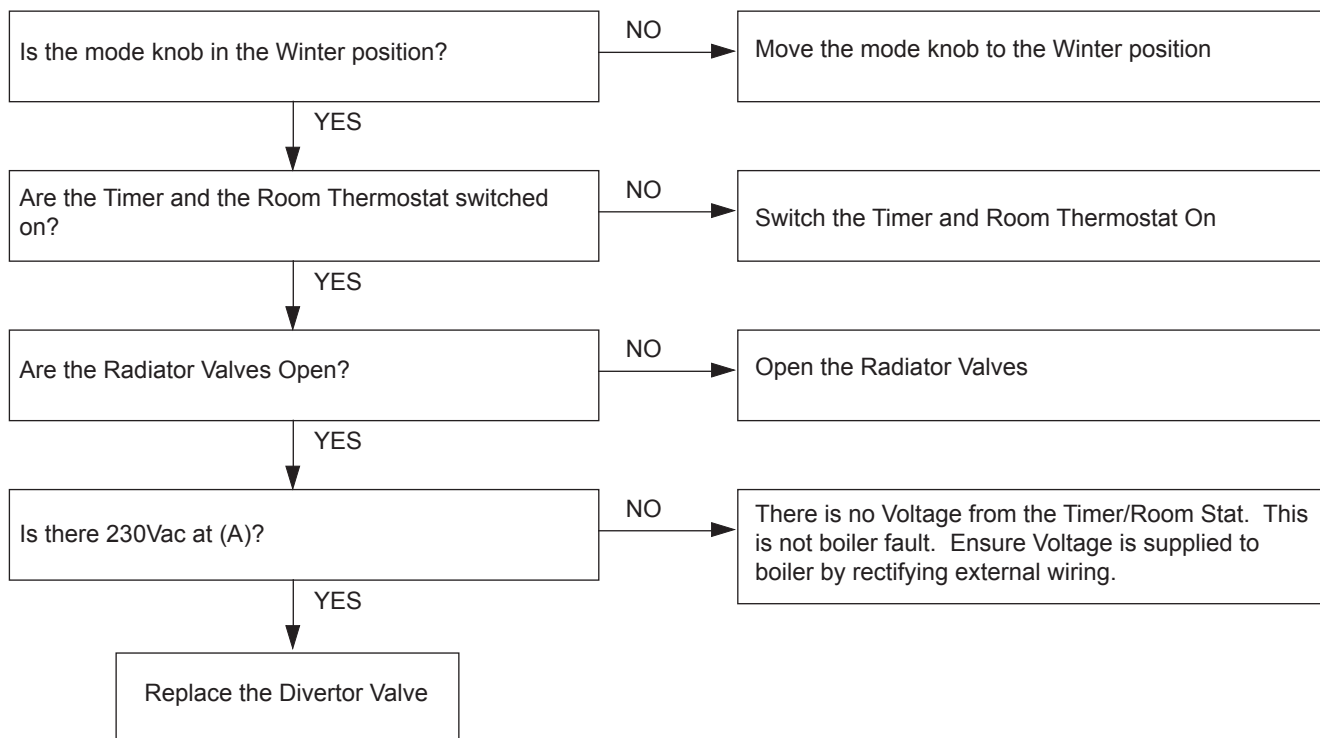 Is the mode knob in the Winter position?
NO
Move the mode knob to the Winter position
YES
Are the Timer and the Room Thermostat switched
on?
NO
Switch the Timer and Room Thermostat On
YES
Are the Radiator Valves Open?
NO
Open the Radiator Valves
YES
Is there 230Vac at (A)?
NO
There is no Voltage from the Timer/Room Stat.  This
is not boiler fault.  Ensure Voltage is supplied to
boiler by rectifying external wiring.
YES
Replace the Divertor Valve